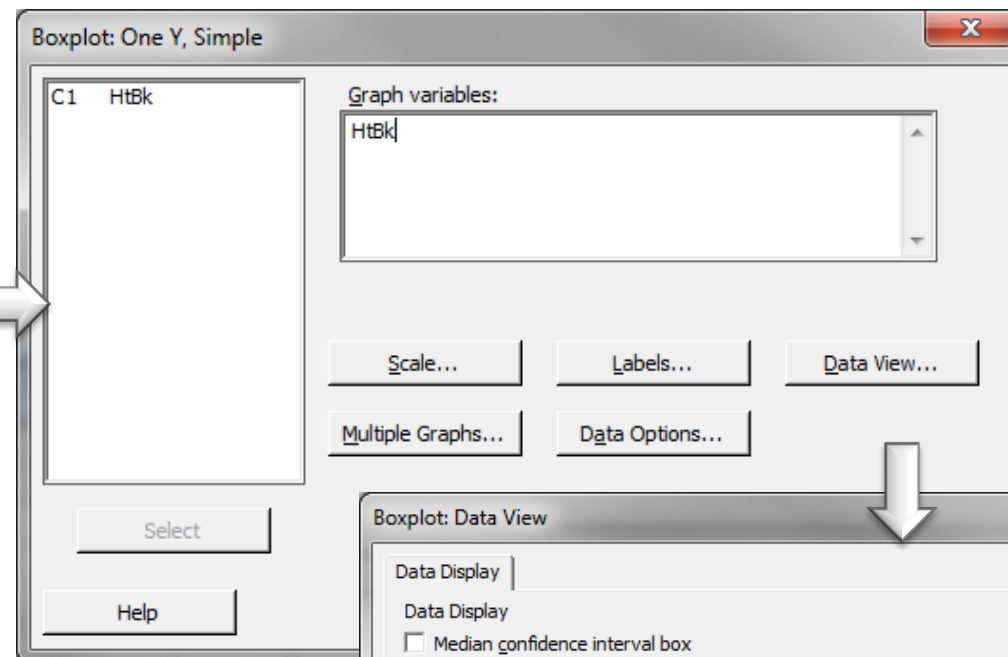 Boxplot: One Y, Simple
C1 HtBk
Graph variables:
HtBk
Scale...
Labels...
Data View...
Multiple Graphs...
Data Options...
Select
Help
Boxplot: Data View
Data Display
Data Display
Median confidence interval box